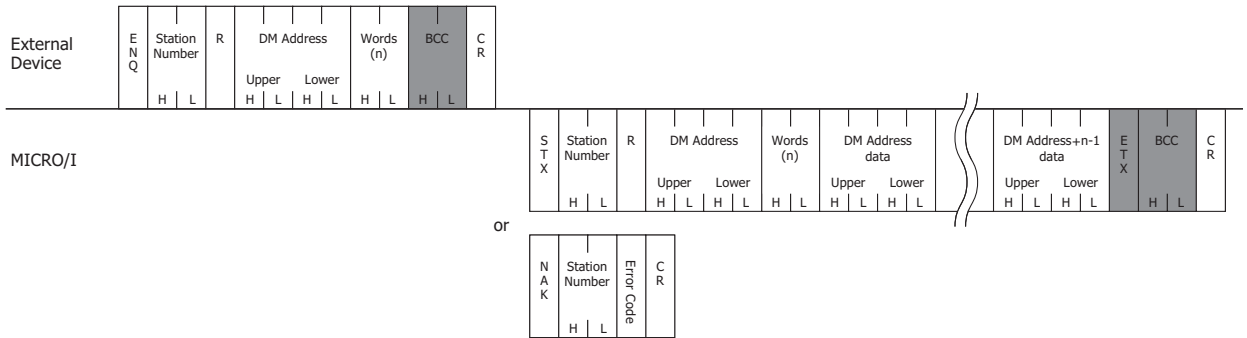 External
Device
E
N
Q
Station
Number
H L
R
DM Address
Upper Lower
H L H L
Words
(n)
H L
BCC
H L
C
R
MICRO/I
S
T
X
Station
Number
H L
R
DM Address
Upper Lower
H L H L
Words
(n)
H L
DM Address
data
Upper Lower
H L H L
DM Address+n-1
data
Upper Lower
H L H L
E
T
X
BCC
H L
C
R
or
N
A
K
Station
Number
H L
Error Code
C
R